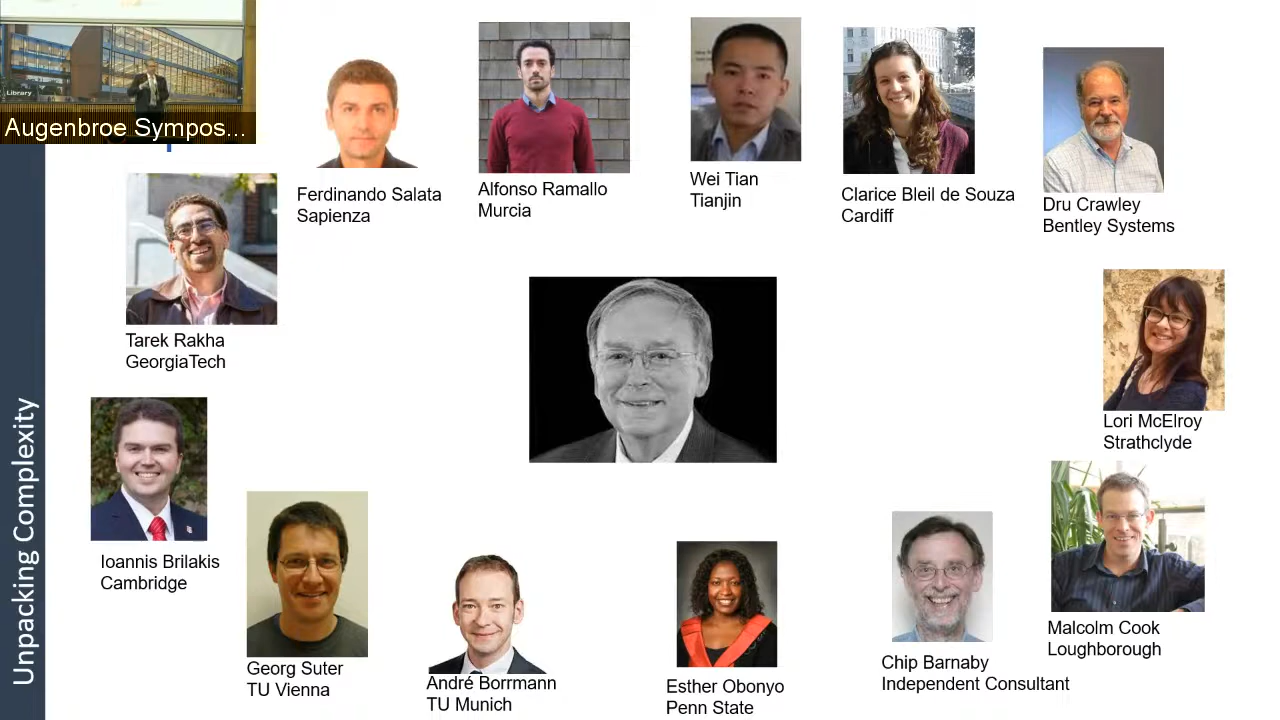 Library
Augenbroe Sympos...
Ferdinando Salata
Sapienza
Alfonso Ramallo
Murcia
Wei Tian
Tianjin
Clarice Bleil de Souza
Cardiff
Dru Crawley
Bentley Systems
Tarek Rakha
GeorgiaTech
Lori McElroy
Strathclyde
Ioannis Brilakis
Cambridge
Georg Suter
TU Vienna
André Borrmann
TU Munich
Esther Obonyo
Penn State
Chip Barnaby
Independent Consultant
Malcolm Cook
Loughborough
Unpacking Complexity